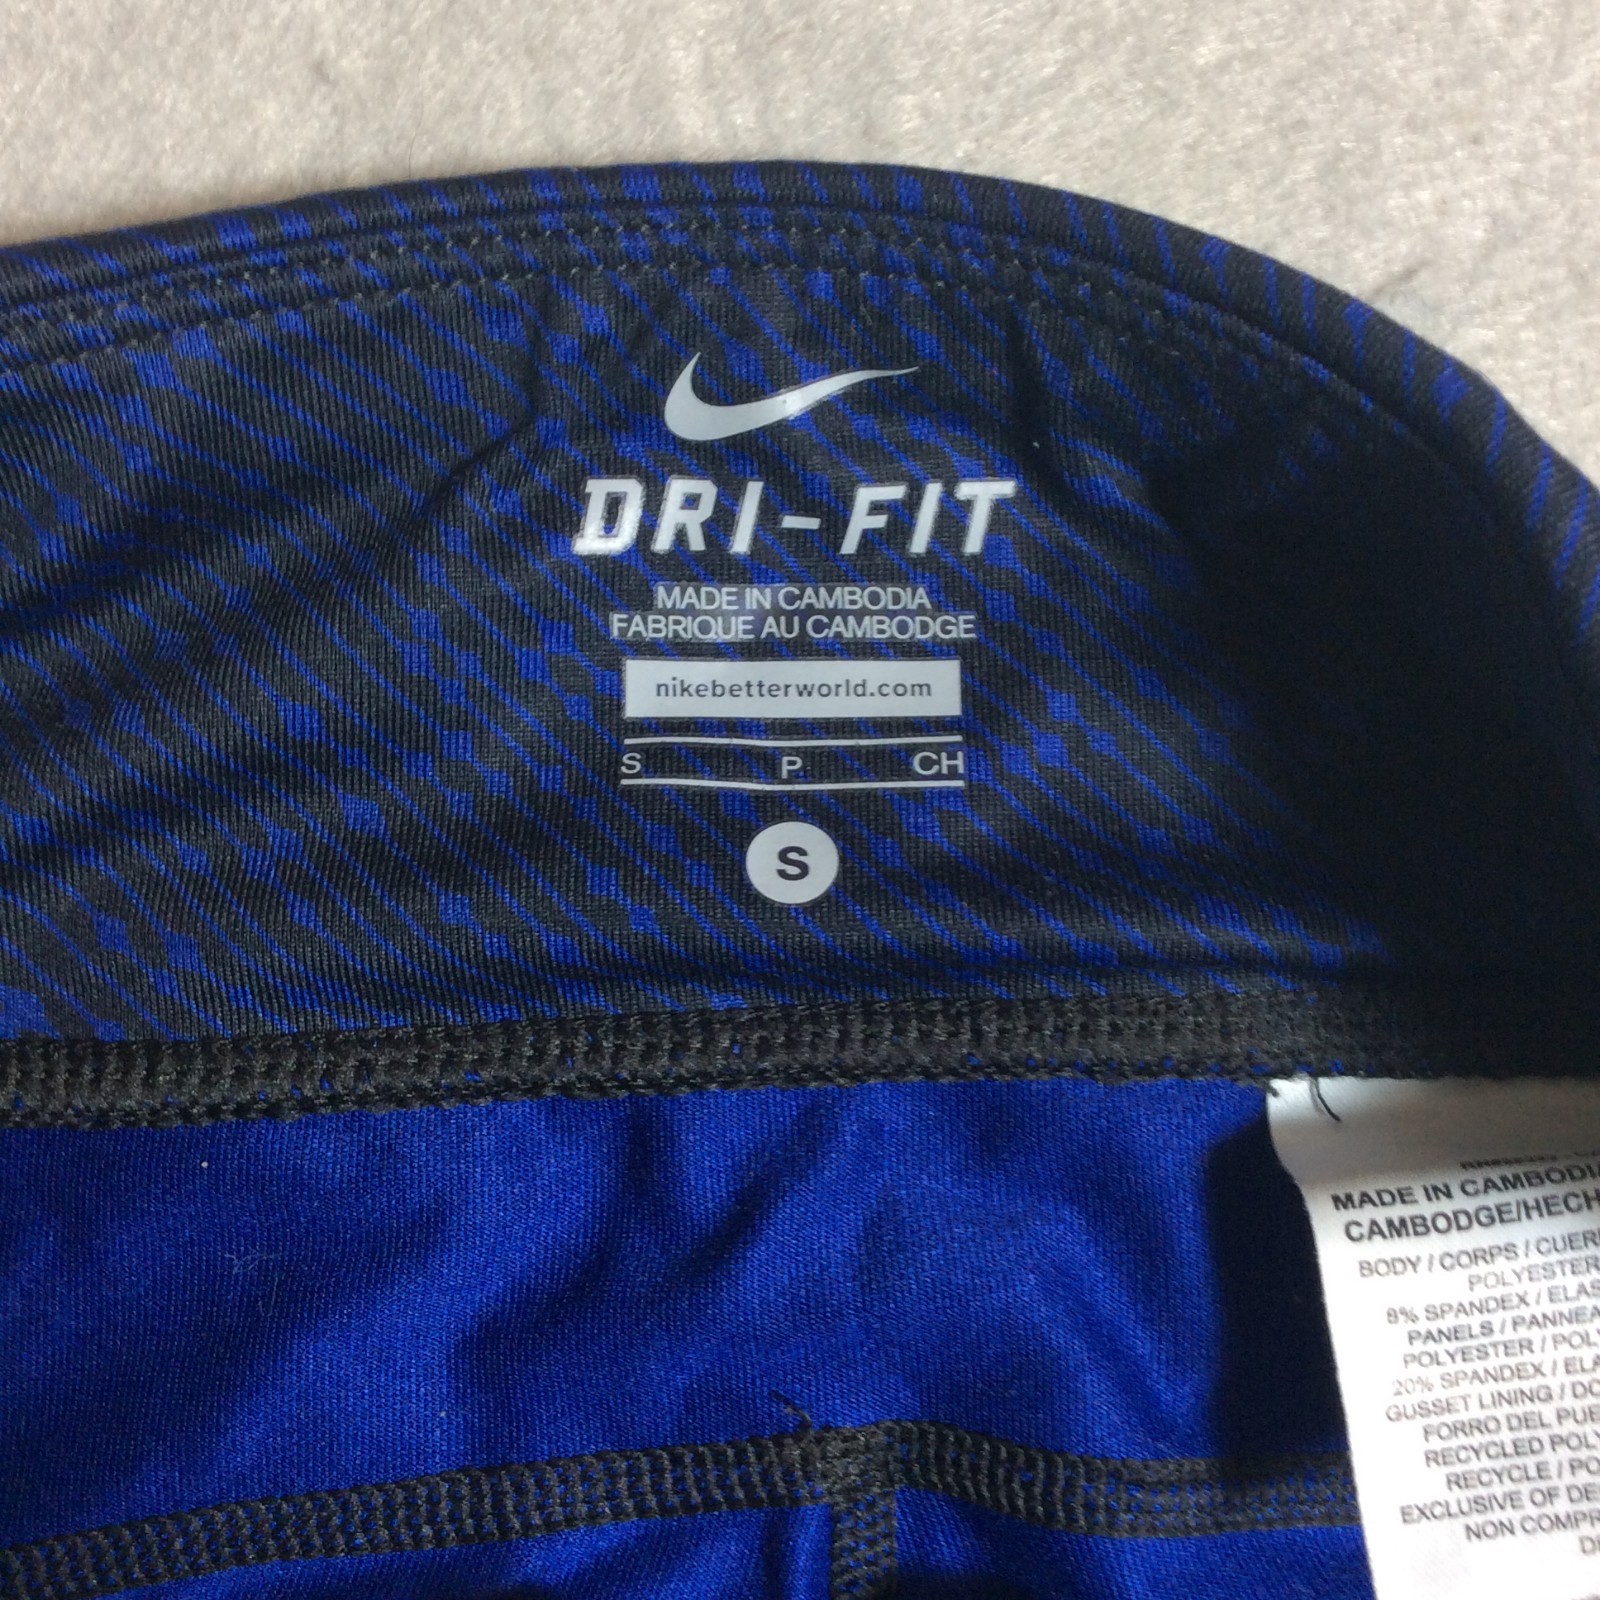 DRI-FIT
MADE IN CAMBODIA
FABRIQUE AU CAMBODGE
nikebetterworld.com
S P CH
S
MADE IN CAMBODIA
CAMBODGE/HECH
BODY / CORPS / CUER
POLYESTER
8% SPANDEX / ELAS
PANELS / PANNEA
POLYESTER / POLY
20% SPANDEX / ELA
GUSSET LINING / DO
FORRO DEL PUE
RECYCLED POLY
RECYCLE / PO
EXCLUSIVE OF DE
NON COMPR